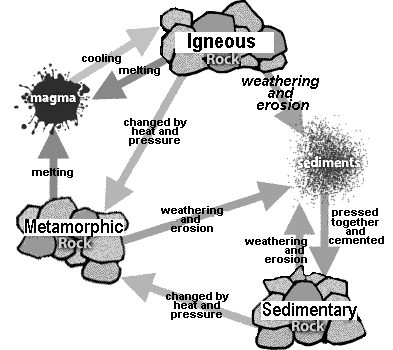 Igneous
Rock
cooling
melting
magma
weathering
and
erosion
changed by
heat and
pressure
sediments
melting
Metamorphic
Rock
weathering
and
erosion
pressed
together
and
cemented
weathering
and
erosion
changed by
heat and
pressure
Sedimentary
Rock